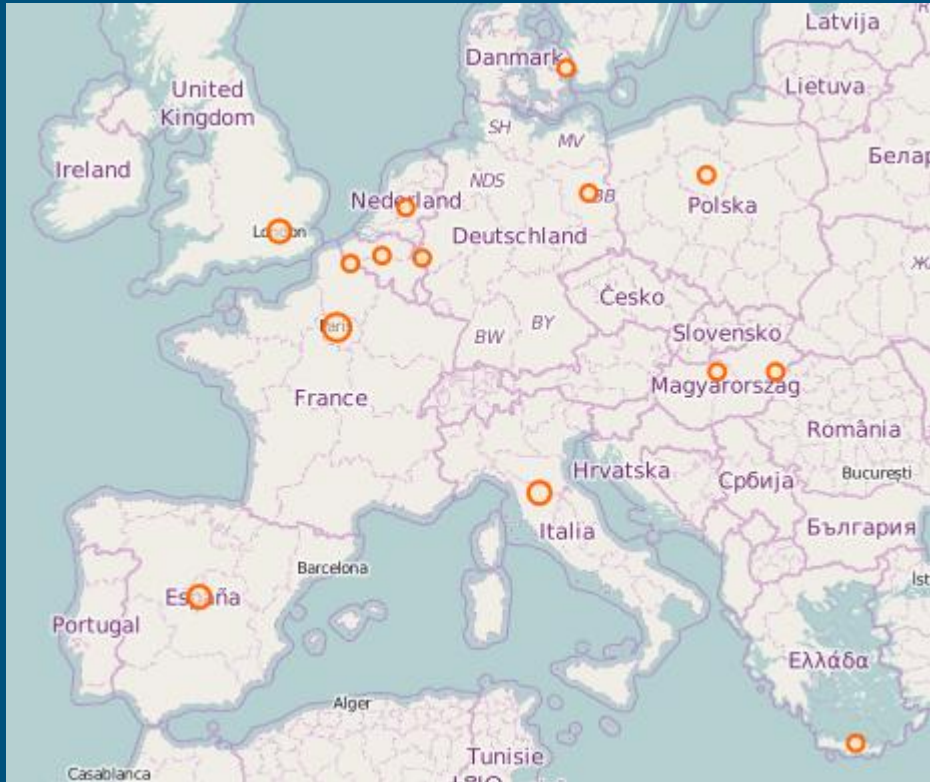 Latvija
Danmark
Lietuva
United
Kingdom
SH
MV
Ireland
NDS
Nederland
BB
Polska
London
Deutschland
Česko
Paris
BW
BY
Slovensko
Magyarország
France
România
Hrvatska
București
Србија
Italia
България
Barcelona
España
Portugal
Ελλάδα
Alger
Tunisie
Casablanca